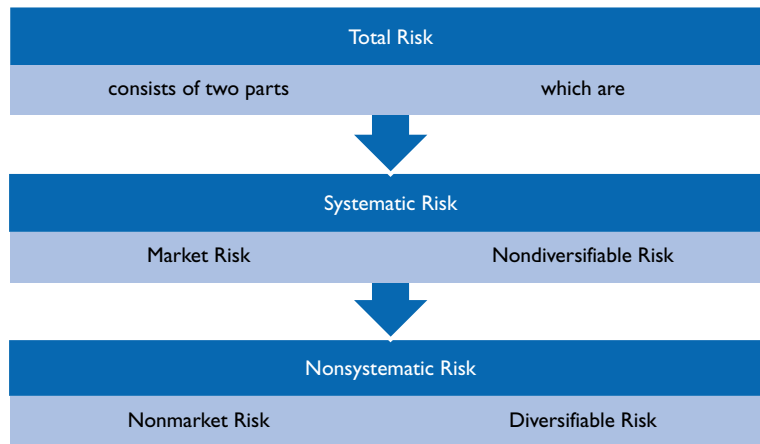 Total Risk
consists of two parts which are
Systematic Risk
Market Risk Nondiversifiable Risk
Nonsystematic Risk
Nonmarket Risk Diversifiable Risk